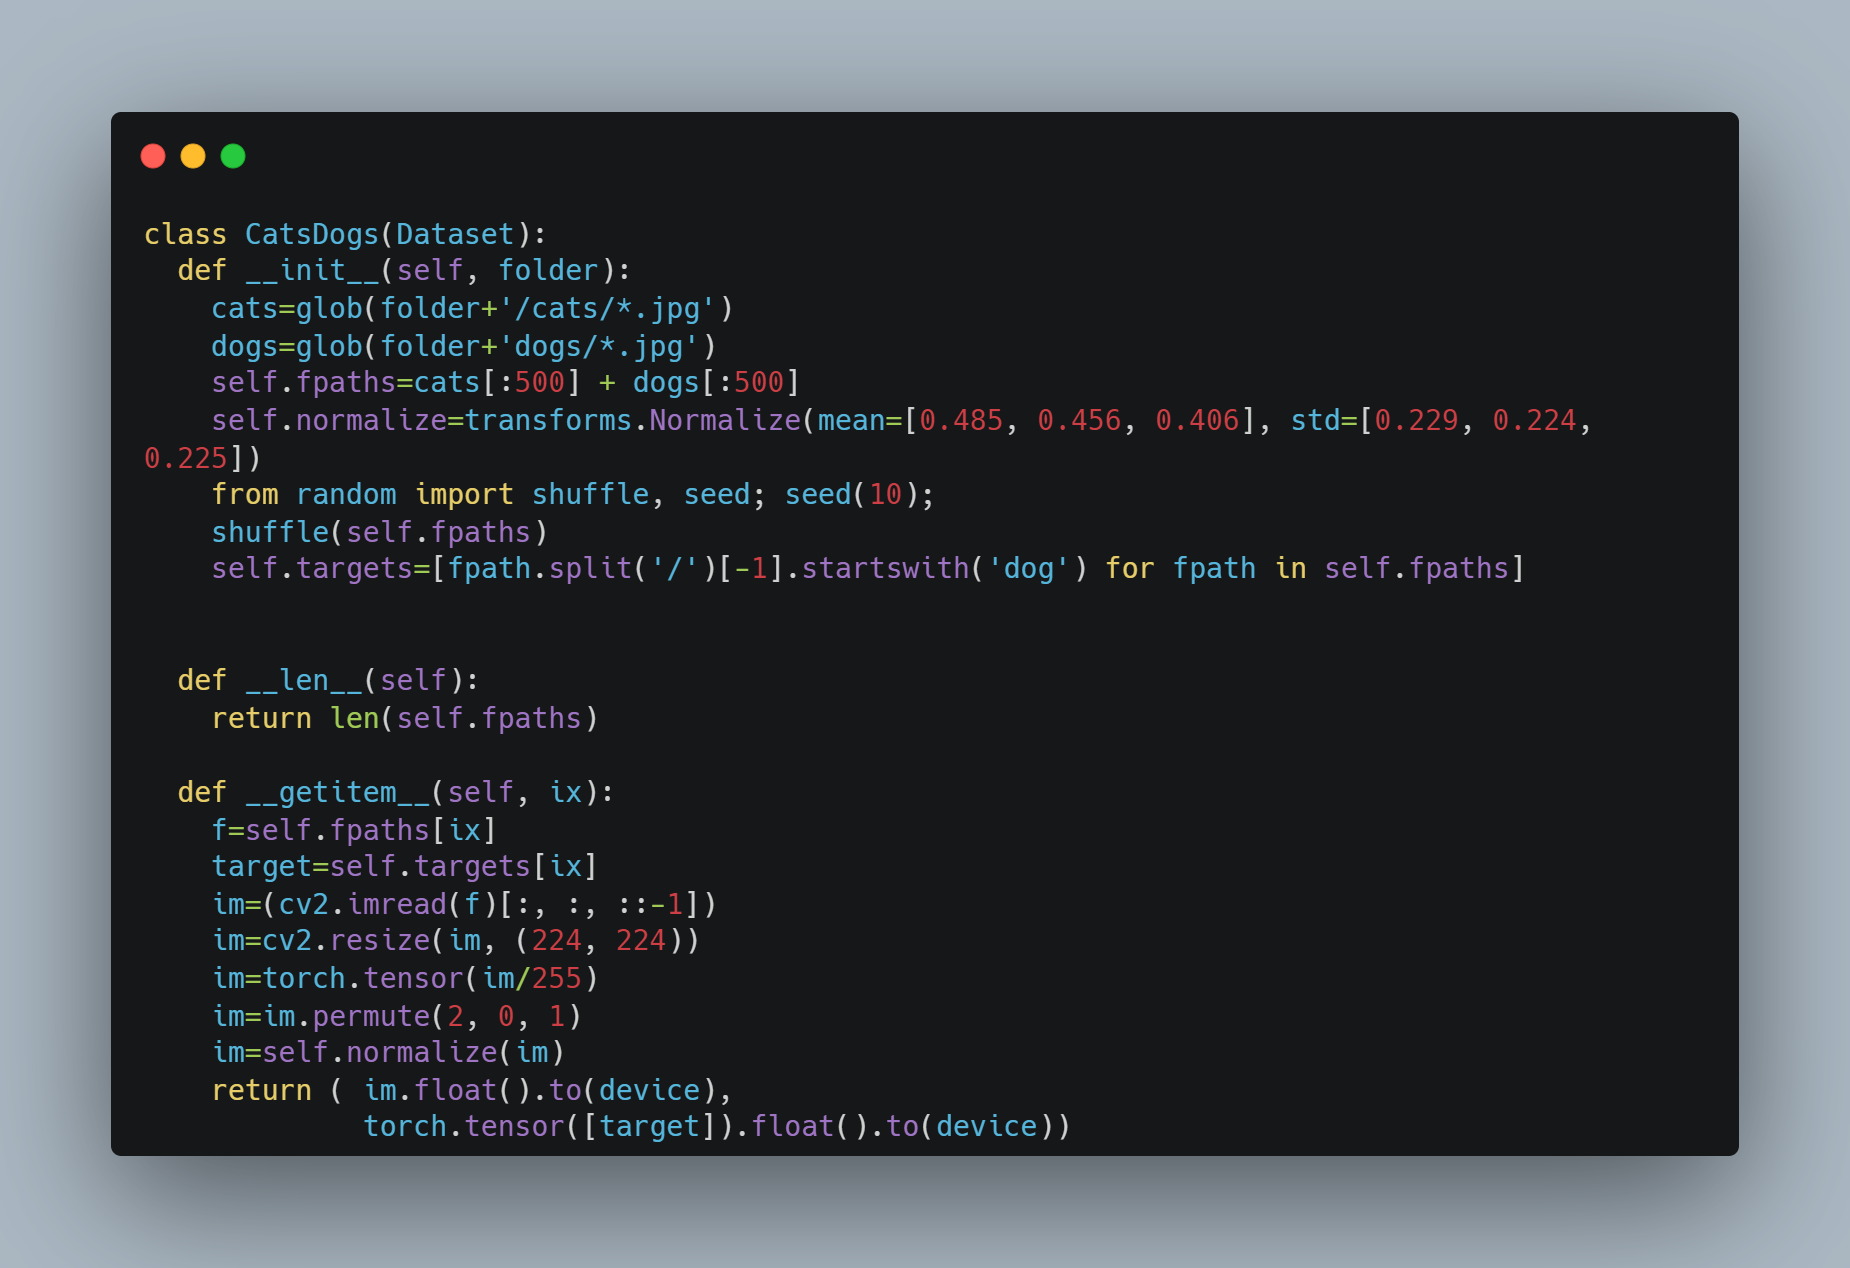 class CatsDogs(Dataset):
  def __init__(self, folder):
    cats=glob(folder+'/cats/*.jpg')
    dogs=glob(folder+'dogs/*.jpg')
    self.fpaths=cats[:500] + dogs[:500]
    self.normalize=transforms.Normalize(mean=[0.485, 0.456, 0.406], std=[0.229, 0.224,
0.225])
    from random import shuffle, seed; seed(10);
    shuffle(self.fpaths)
    self.targets=[fpath.split('/')[-1].startswith('dog') for fpath in self.fpaths]
  def __len__(self):
    return len(self.fpaths)
  def __getitem__(self, ix):
    f=self.fpaths[ix]
    target=self.targets[ix]
    im=(cv2.imread(f)[:, :, ::-1])
    im=cv2.resize(im, (224, 224))
    im=torch.tensor(im/255)
    im=im.permute(2, 0, 1)
    im=self.normalize(im)
    return ( im.float().to(device),
             torch.tensor([target]).float().to(device))